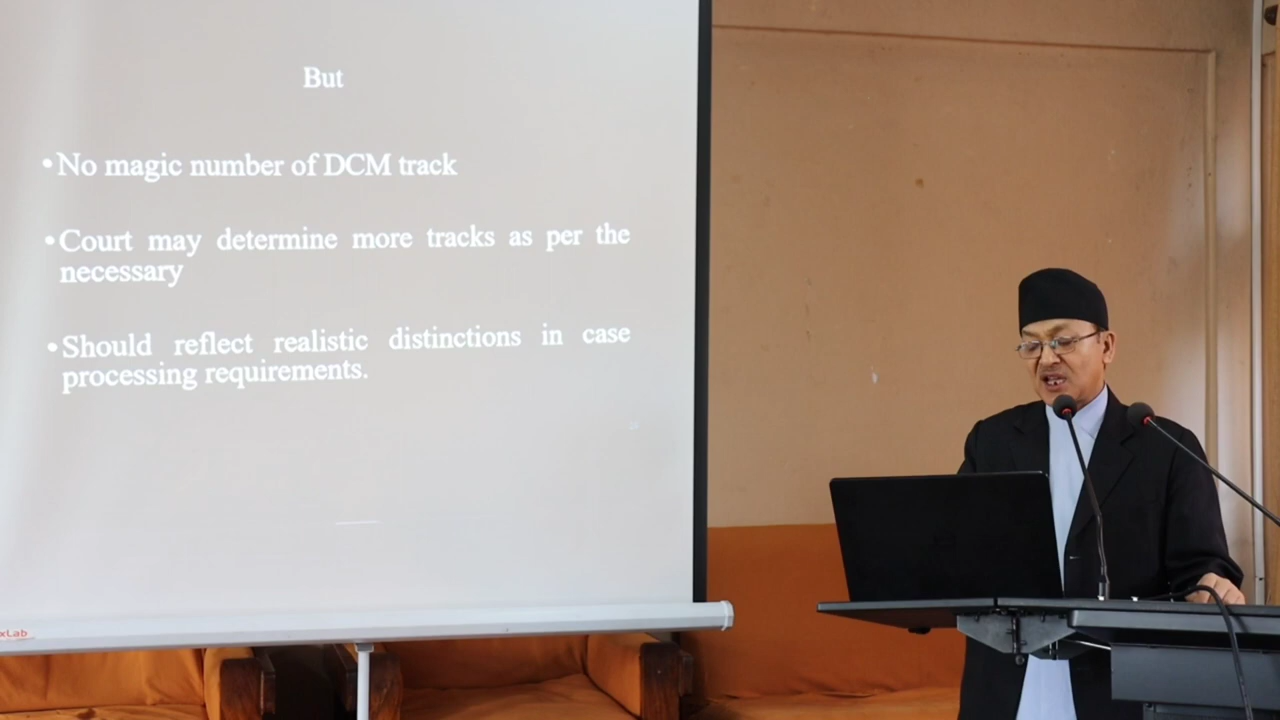 But
•No magic number of DCM track
•Court may determine more tracks as per the
necessary
•Should reflect realistic distinctions in case
processing requirements.
xLab